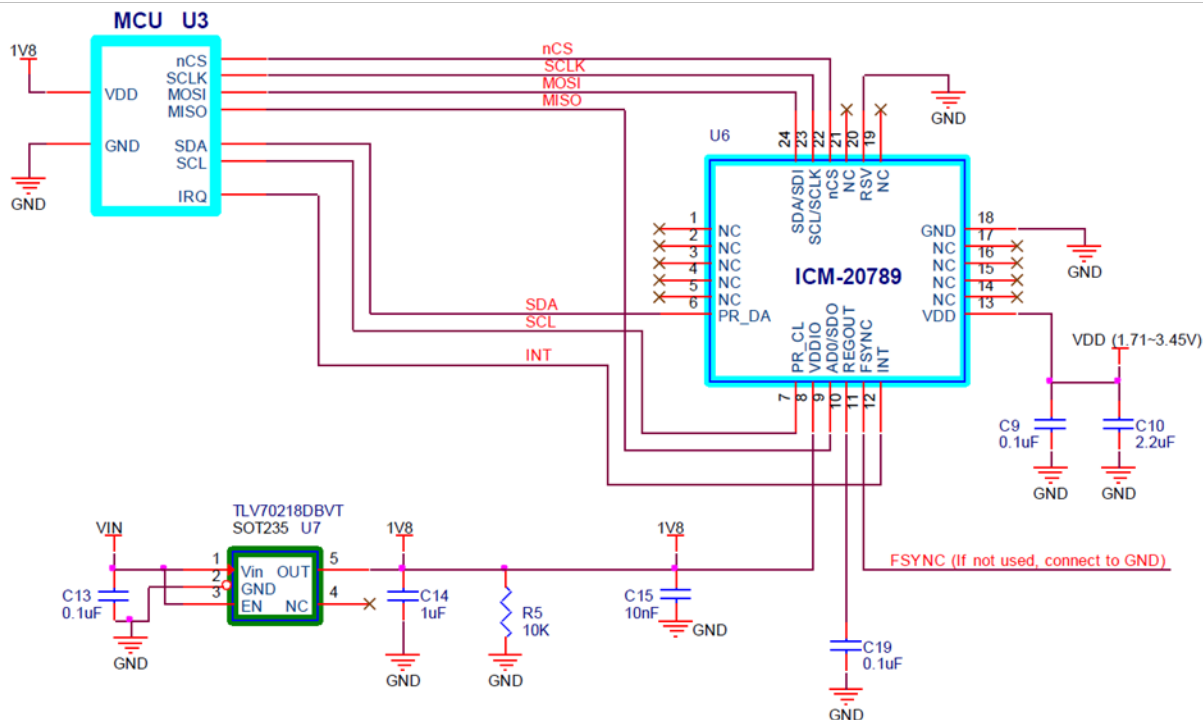 MCU U3
1V8
VDD
GND
GND
nCS
SCLK
MOSI
MISO
SDA
SCL
IRQ
nCS
SCLK
MOSI
MISO
SDA
SCL
INT
U6
24
23
22
21
20
19
SDA/SDI
SCL/SCLK
nCS
NC
RSV
NC
GND
1
NC
2
NC
3
NC
4
NC
5
NC
6
PR_DA
ICM-20789
18
GND
17
NC
16
NC
15
NC
14
NC
13
VDD
GND
PR_CL
VDDIO
AD0/SDO
REGOUT
FSYNC
INT
7
8
9
10
11
12
VDD (1.71~3.45V)
C9
0.1uF
GND
C10
2.2uF
GND
TLV70218DBVT
SOT235 U7
VIN
1
Vin
2
GND
3
EN
OUT
5
NC
4
C13
0.1uF
GND
1V8
C14
1uF
GND
R5
10K
GND
1V8
C15
10nF
GND
FSYNC (If not used, connect to GND)
C19
0.1uF
GND